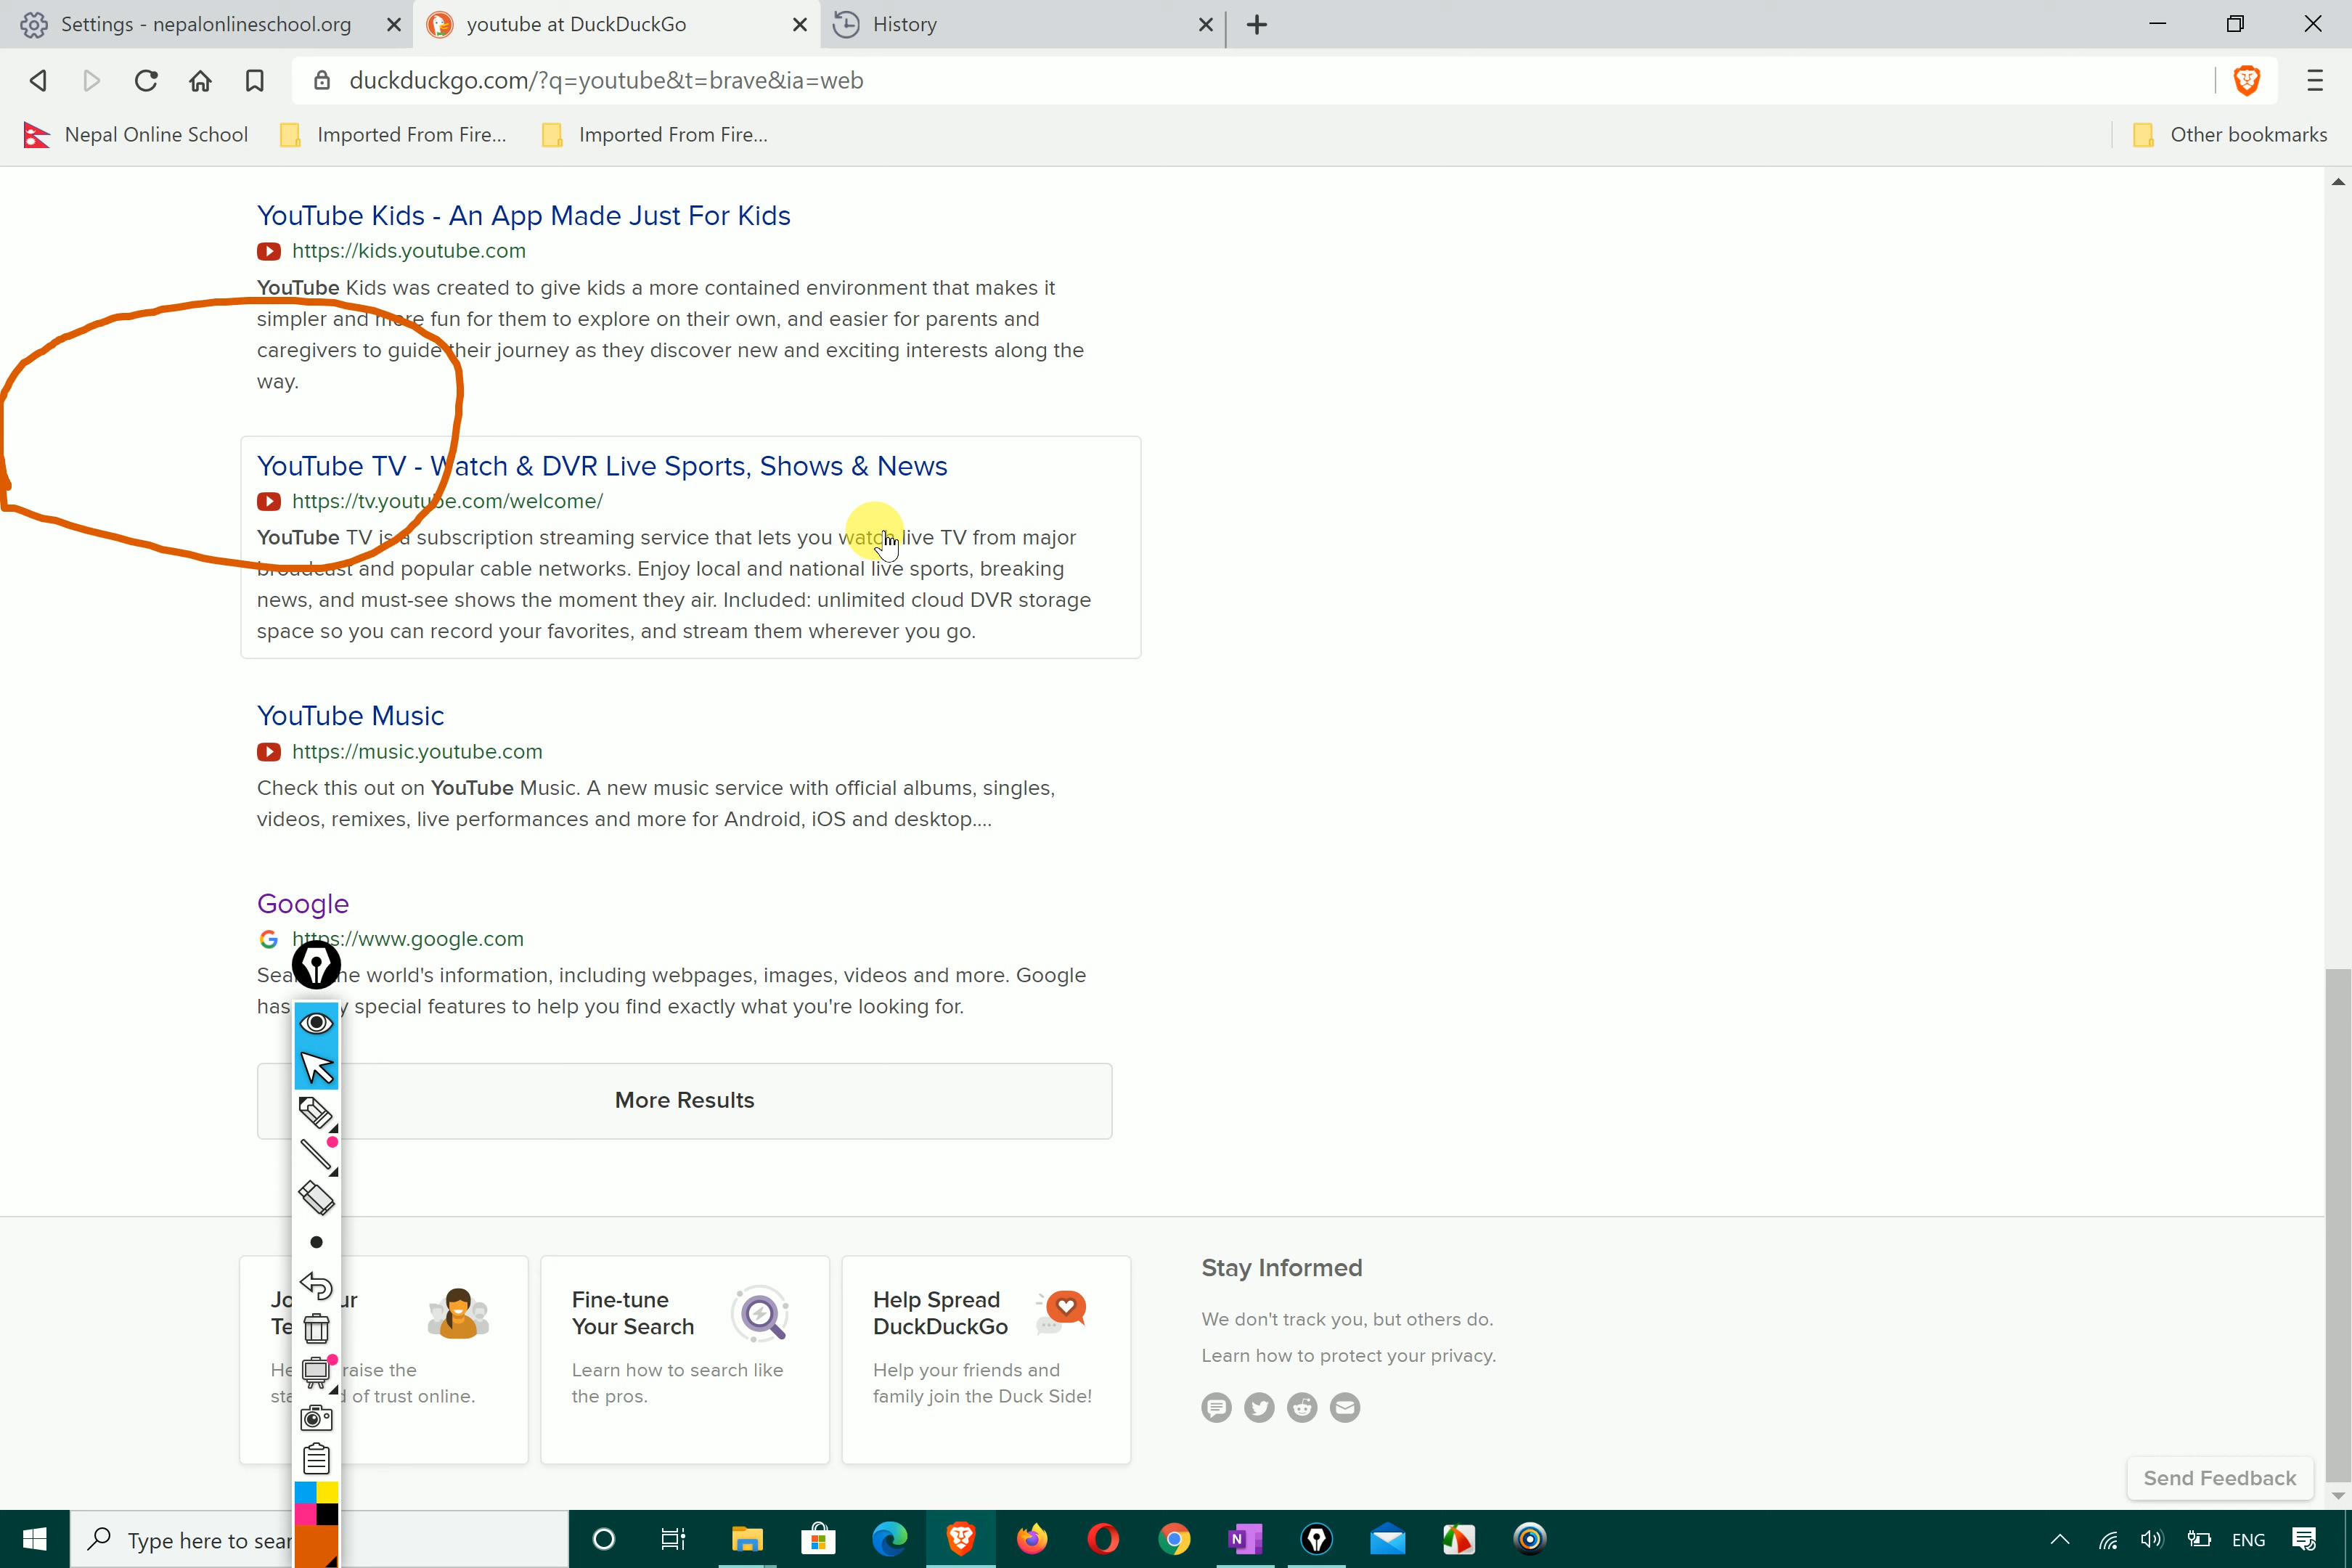 Settings - nepalonlineschool.org
youtube at DuckDuckGo
History
duckduckgo.com/?q=youtube&t=brave&ia=web
Nepal Online School
Imported From Fire...
Imported From Fire...
Other bookmarks
YouTube Kids - An App Made Just For Kids
https://kids.youtube.com
YouTube Kids was created to give kids a more contained environment that makes it
simpler and more fun for them to explore on their own, and easier for parents and
caregivers to guide their journey as they discover new and exciting interests along the
way.
YouTube TV - Watch & DVR Live Sports, Shows & News
https://tv.youtube.com/welcome/
YouTube TV is a subscription streaming service that lets you watch live TV from major
broadcast and popular cable networks. Enjoy local and national live sports, breaking
news, and must-see shows the moment they air. Included: unlimited cloud DVR storage
space so you can record your favorites, and stream them wherever you go.
YouTube Music
https://music.youtube.com
Check this out on YouTube Music. A new music service with official albums, singles,
videos, remixes, live performances and more for Android, iOS and desktop....
Google
https://www.google.com
world's information, including webpages, images, videos and more. Google
has special features to help you find exactly what you're looking for.
More Results
Fine-tune
Your Search
Learn how to search like
the pros.
Help Spread
DuckDuckGo
Help your friends and
family join the Duck Side!
raise the
of trust online.
Stay Informed
We don't track you, but others do.
Learn how to protect your privacy.
Send Feedback
Type here to
ENG